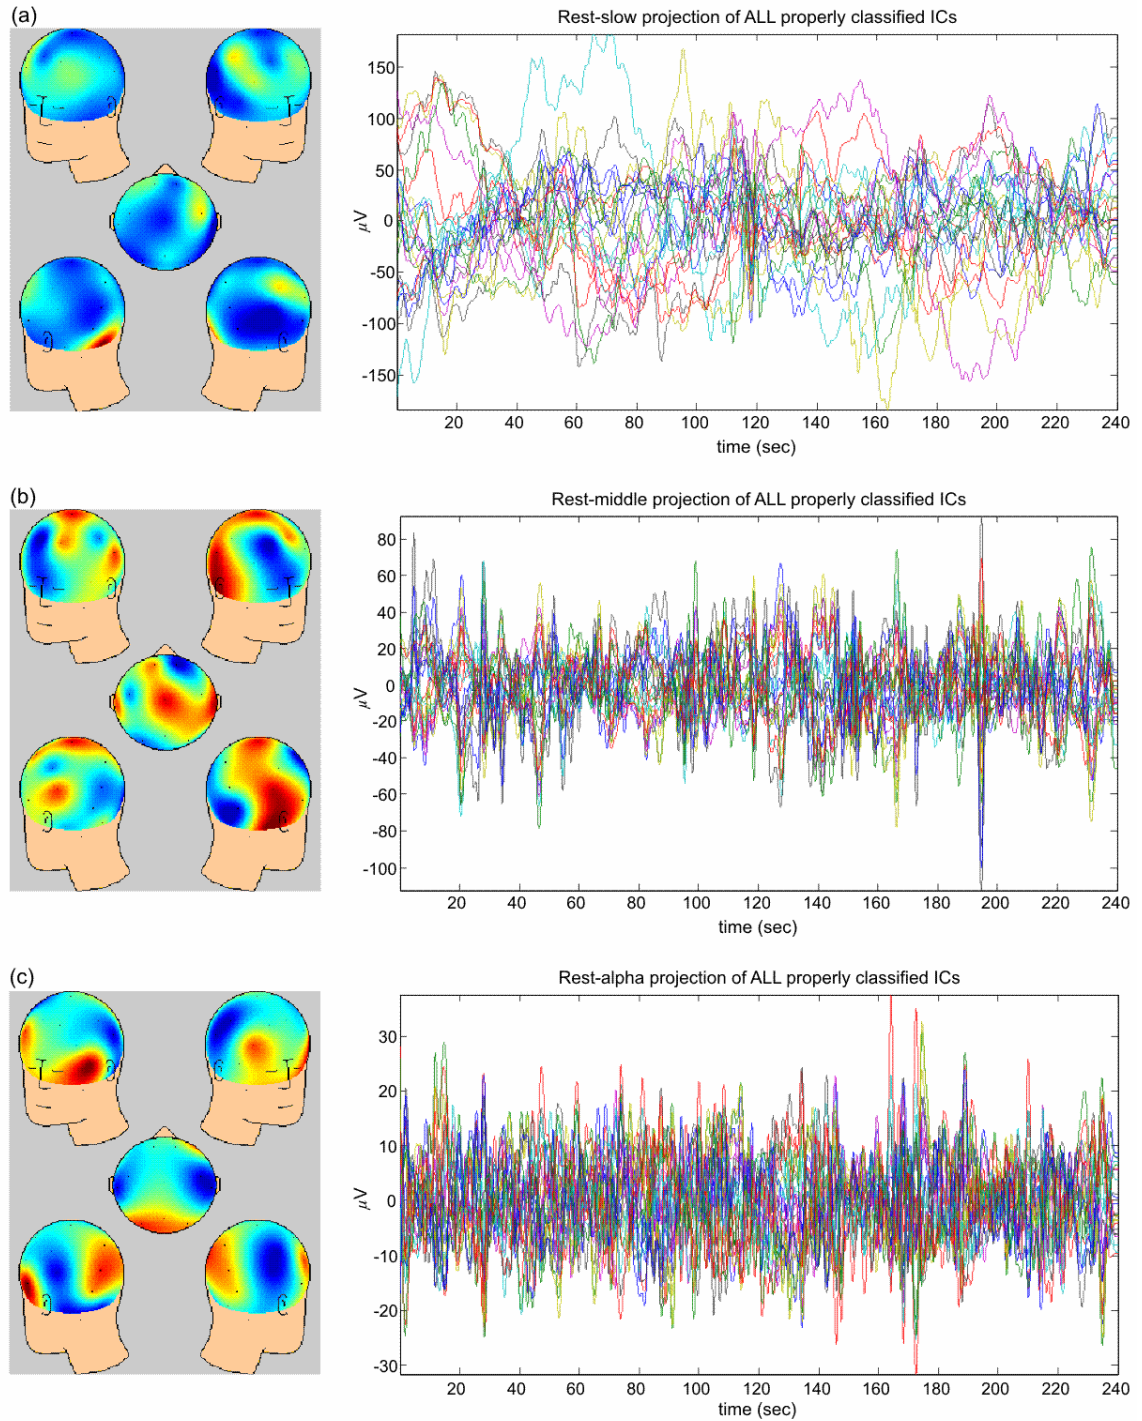 (a)
Rest-slow projection of ALL properly classified ICs
150
100
50
0
-50
-100
-150
µV
20 40 60 80 100 120 140 160 180 200 220 240
time (sec)
(b)
Rest-middle projection of ALL properly classified ICs
80
60
40
20
0
-20
-40
-60
-80
-100
µV
20 40 60 80 100 120 140 160 180 200 220 240
time (sec)
(c)
Rest-alpha projection of ALL properly classified ICs
30
20
10
0
-10
-20
-30
µV
20 40 60 80 100 120 140 160 180 200 220 240
time (sec)